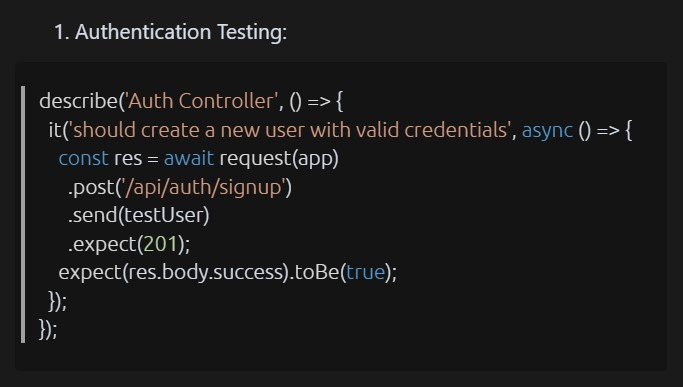 1. Authentication Testing:
describe('Auth Controller', () => {
it('should create a new user with valid credentials', async () => {
const res = await request(app)
.post('/api/auth/signup')
.send(testUser)
.expect(201);
expect(res.body.success).toBe(true);
});
});